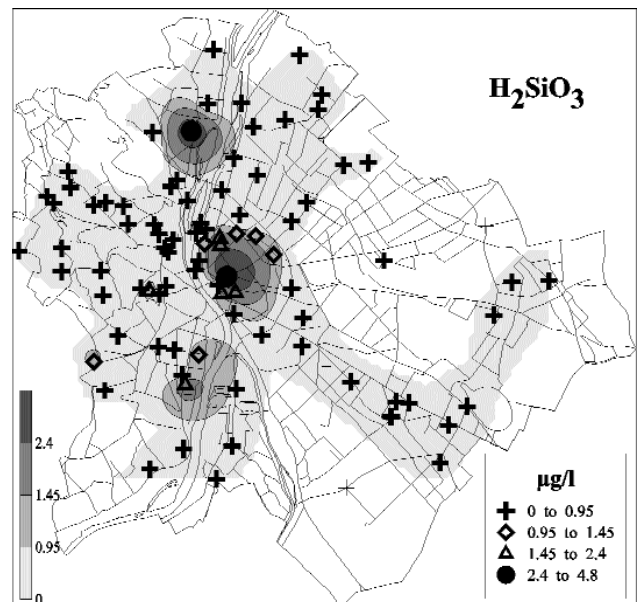 H₂SiO₃
2.4
1.45
0.95
0
µg/l
0 to 0.95
0.95 to 1.45
1.45 to 2.4
2.4 to 4.8